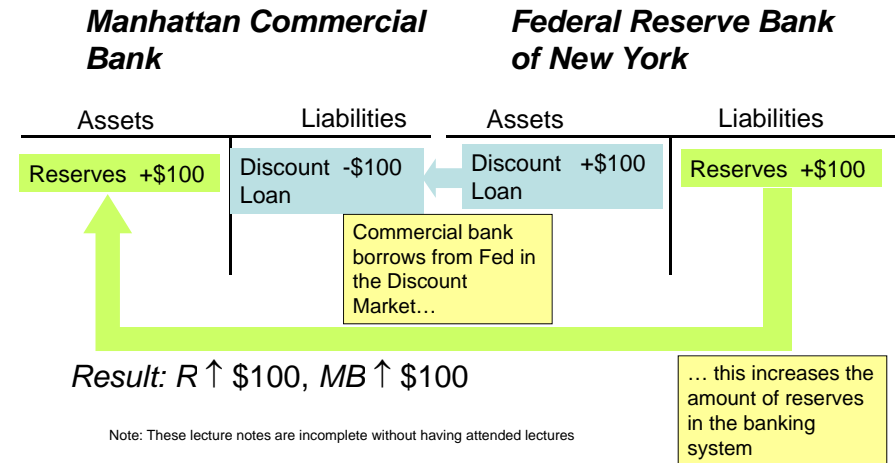 Manhattan Commercial
Bank
Federal Reserve Bank
of New York
Assets
Liabilities
Assets
Liabilities
Reserves +$100
Discount -$100
Loan
Discount +$100
Loan
Reserves +$100
Commercial bank
borrows from Fed in
the Discount
Market…
Result: R ↑ $100, MB ↑ $100
… this increases the
amount of reserves
in the banking
system
Note: These lecture notes are incomplete without having attended lectures